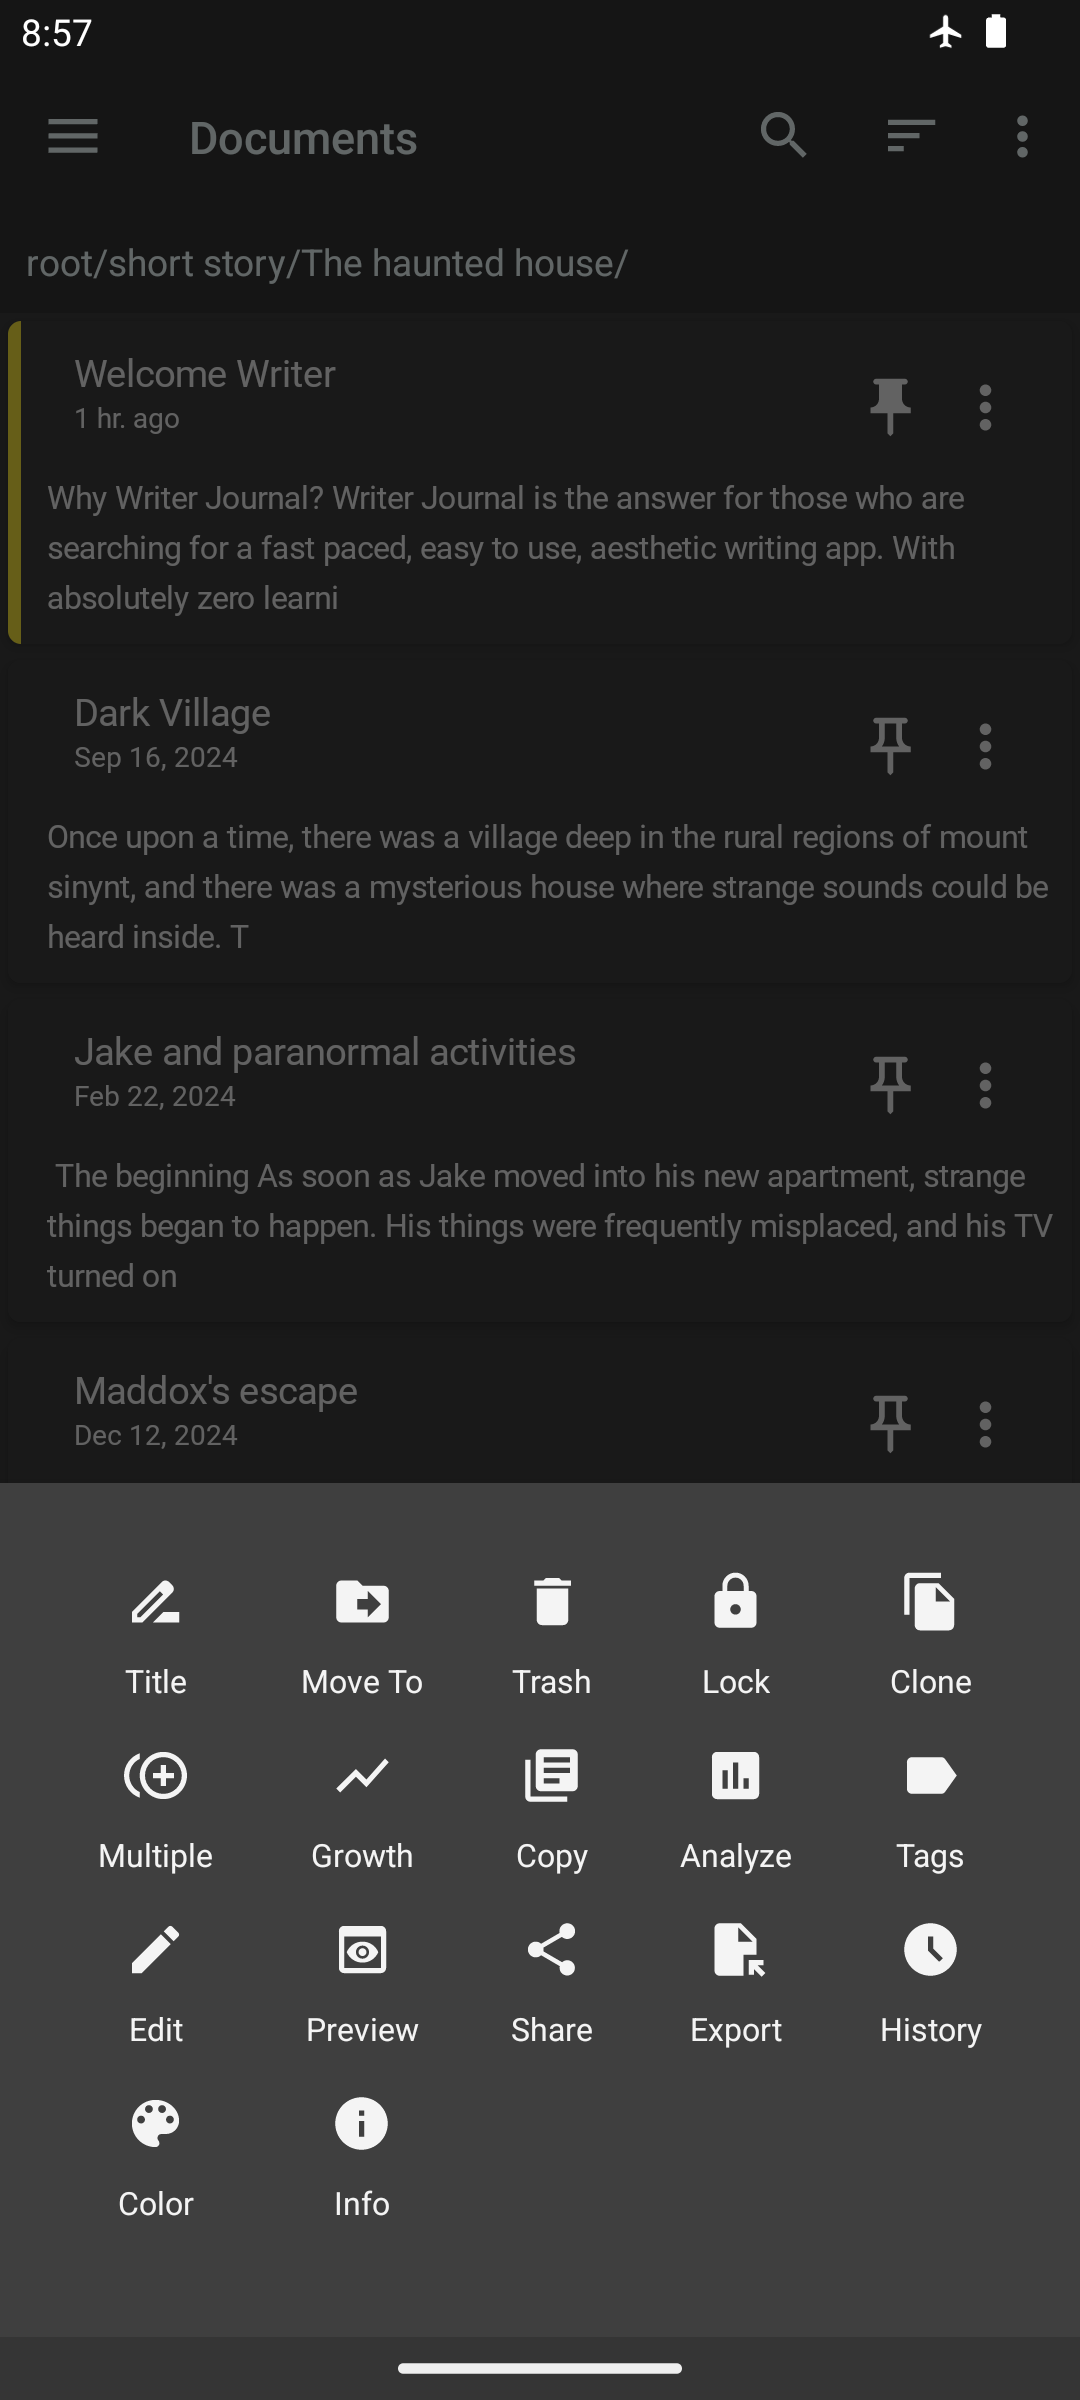 8:57
Documents
root/short story/The haunted house/
Welcome Writer
1 hr. ago
Why Writer Journal? Writer Journal is the answer for those who are
searching for a fast paced, easy to use, aesthetic writing app. With
absolutely zero learni
Dark Village
Sep 16, 2024
Once upon a time, there was a village deep in the rural regions of mount
sinynt, and there was a mysterious house where strange sounds could be
heard inside. T
Jake and paranormal activities
Feb 22, 2024
The beginning As soon as Jake moved into his new apartment, strange
things began to happen. His things were frequently misplaced, and his TV
turned on
Maddox's escape
Dec 12, 2024
Title Move To Trash Lock Clone
Multiple Growth Copy Analyze Tags
Edit Preview Share Export History
Color Info